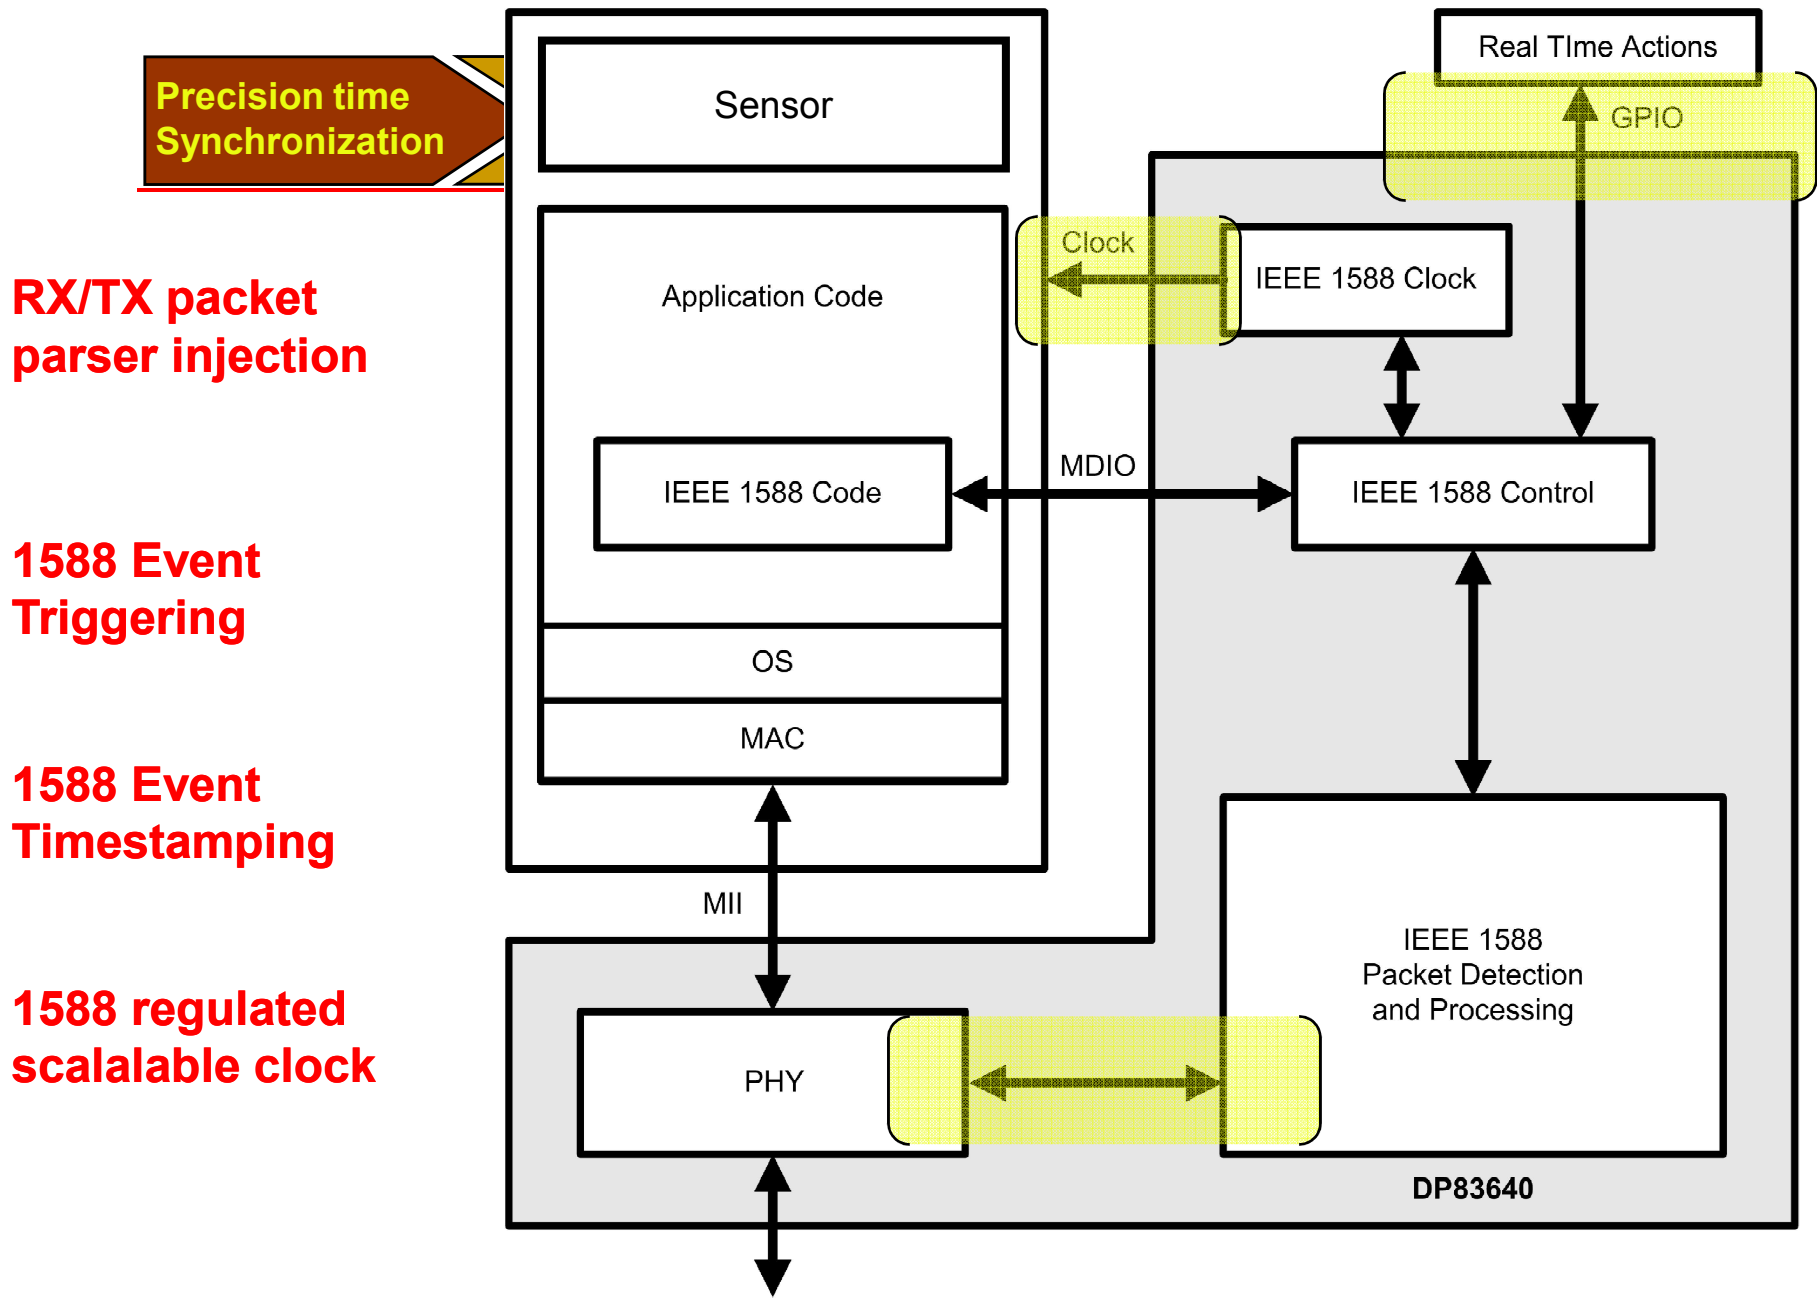 Precision time
Synchronization
RX/TX packet
parser injection
1588 Event
Triggering
1588 Event
Timestamping
1588 regulated
scalalable clock
Sensor
Application Code
IEEE 1588 Code
OS
MAC
MII
PHY
Clock
MDIO
Real TIme Actions
GPIO
IEEE 1588 Clock
IEEE 1588 Control
IEEE 1588
Packet Detection
and Processing
DP83640